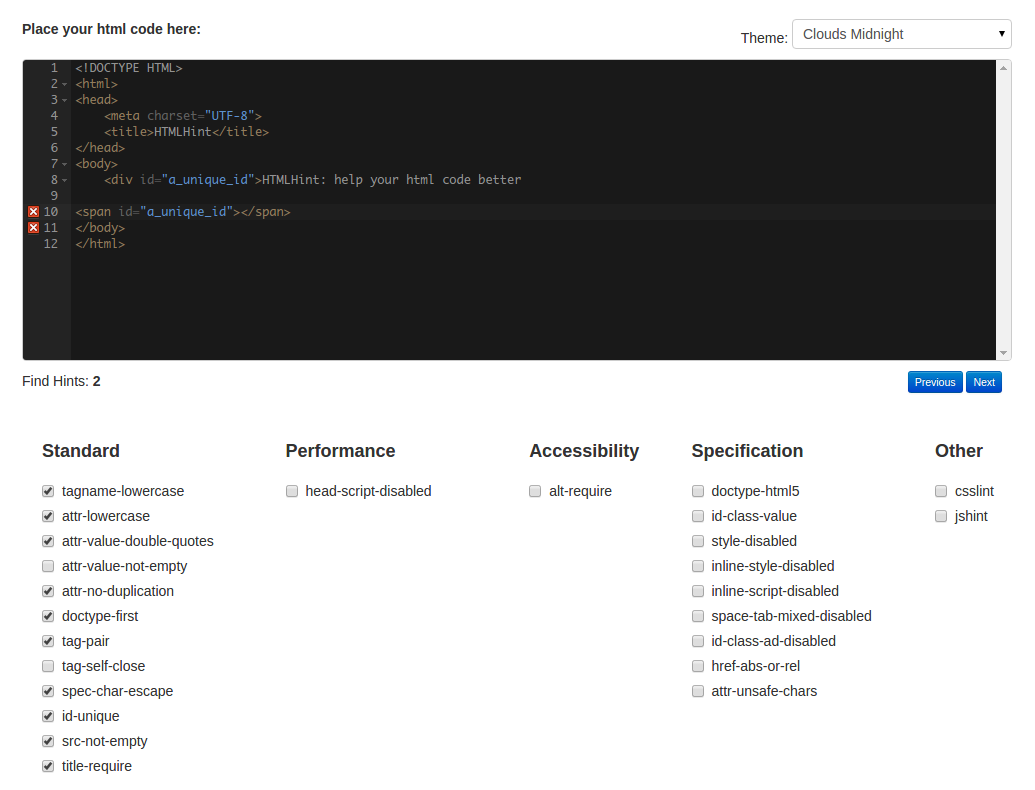 Place your html code here:
Theme: Clouds Midnight
1 <!DOCTYPE HTML>
2 <html>
3 <head>
4     <meta charset="UTF-8">
5     <title>HTMLHint</title>
6 </head>
7 <body>
8     <div id="a_unique_id">HTMLHint: help your html code better
9
10 <span id="a_unique_id"></span>
11 </body>
12 </html>
Find Hints: 2
Previous Next
Standard
tagname-lowercase
attr-lowercase
attr-value-double-quotes
attr-value-not-empty
attr-no-duplication
doctype-first
tag-pair
tag-self-close
spec-char-escape
id-unique
src-not-empty
title-require
Performance
head-script-disabled
Accessibility
alt-require
Specification
doctype-html5
id-class-value
style-disabled
inline-style-disabled
inline-script-disabled
space-tab-mixed-disabled
id-class-ad-disabled
href-abs-or-rel
attr-unsafe-chars
Other
csslint
jshint